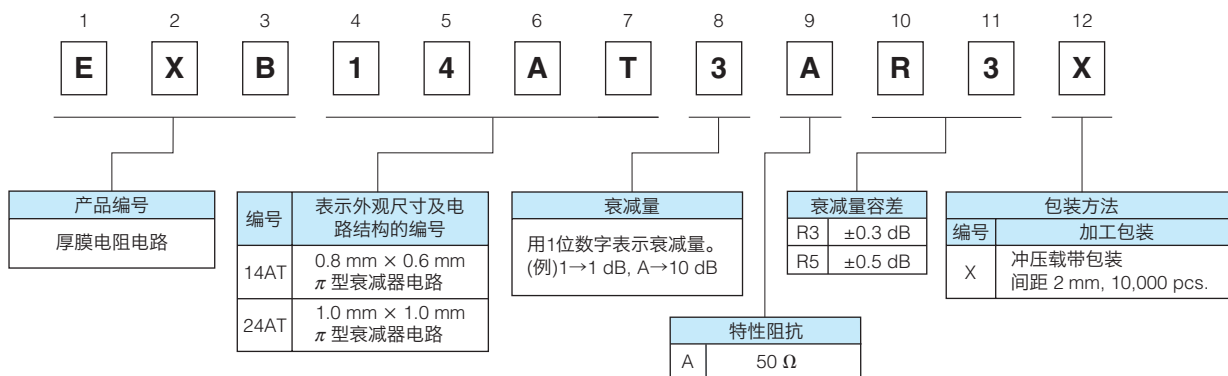 1 2 3 4 5 6 7 8 9 10 11 12
E X B 1 4 A T 3 A R 3 X
产品编号
厚膜电阻电路
编号 表示外观尺寸及电
路结构的编号
14AT 0.8 mm × 0.6 mm
π 型衰减器电路
24AT 1.0 mm × 1.0 mm
π 型衰减器电路
衰减量
用1位数字表示衰减量。
(例)1→1 dB, A→10 dB
特性阻抗
A 50 Ω
衰减量容差
R3 ±0.3 dB
R5 ±0.5 dB
包装方法
编号 加工包装
X 冲压载带包装
间距 2 mm, 10,000 pcs.